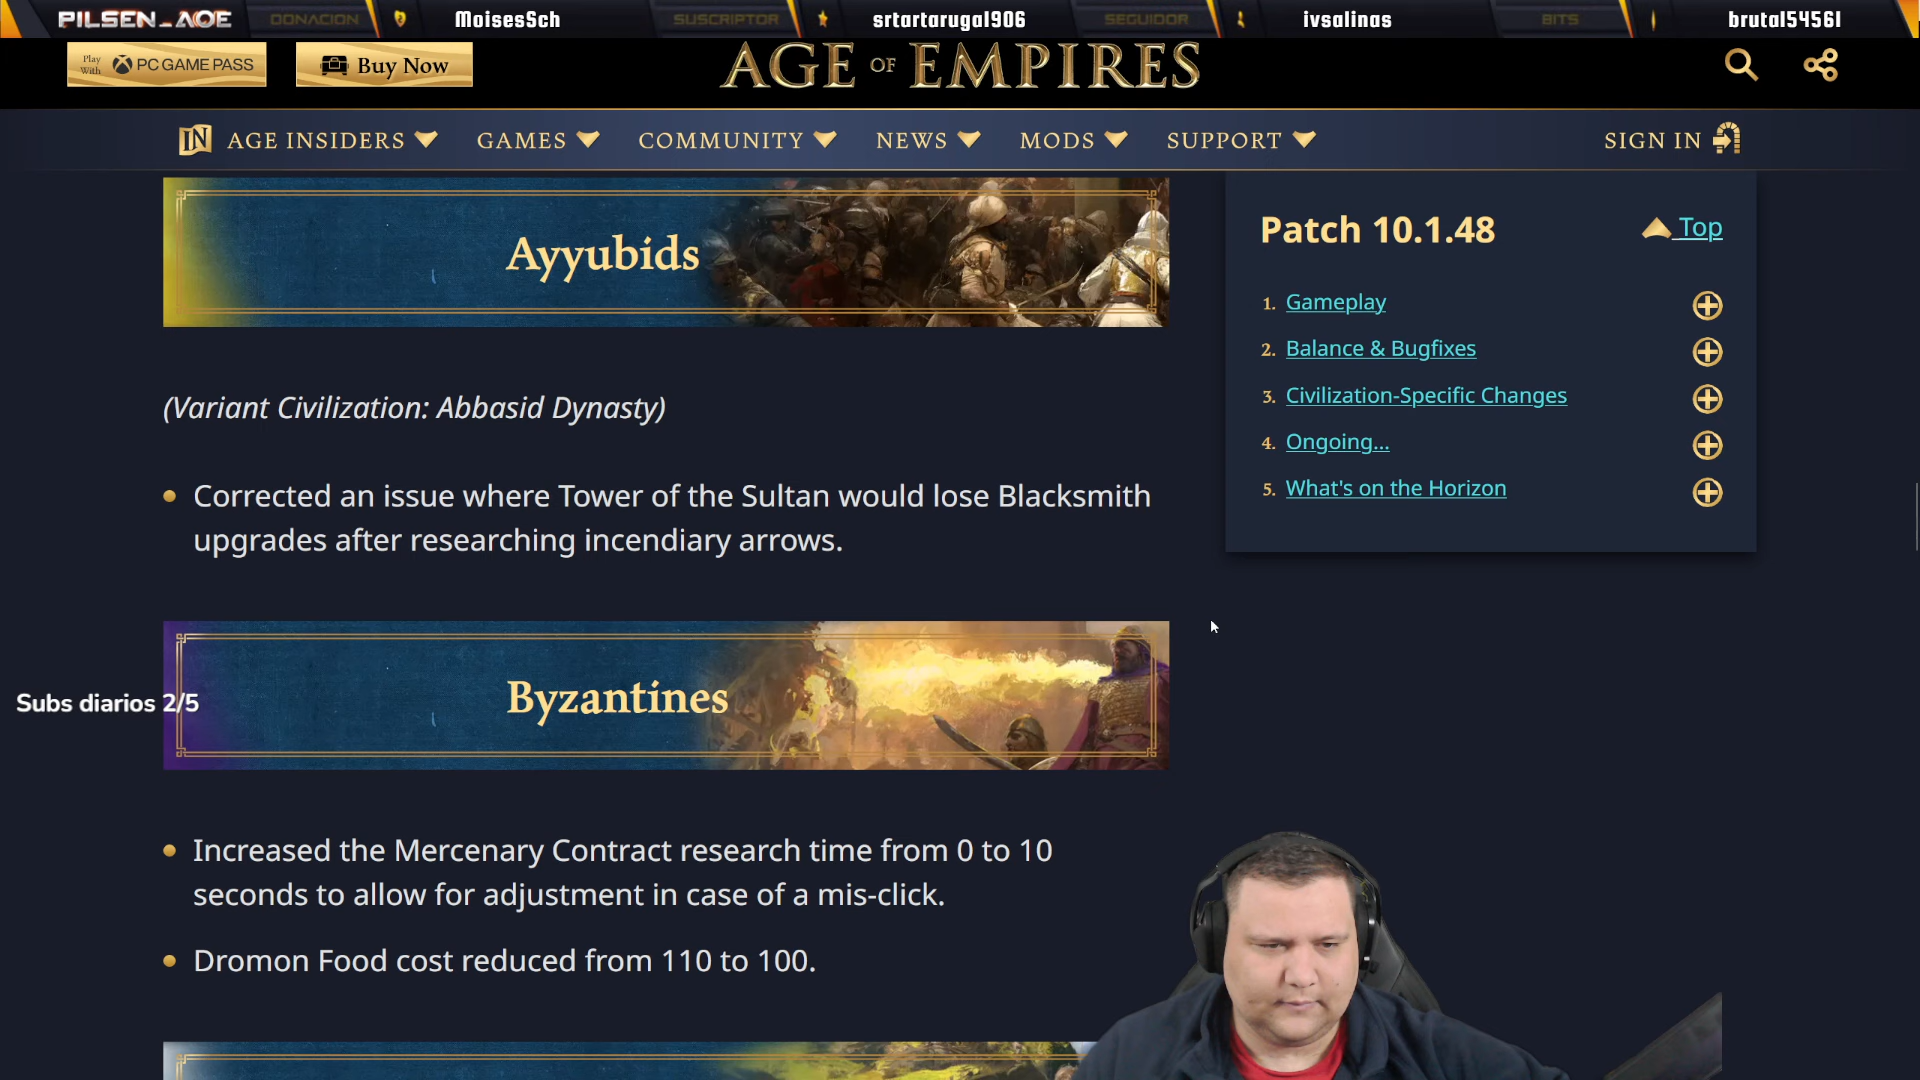 PILSEN_AOE
DONACION
MoisesSch
SUSCRIPTOR
srtartaruga1906
SEGUIDOR
ivsalinas
BITS
brutal54561
Play With PC GAME PASS
Buy Now
AGE OF EMPIRES
IN AGE INSIDERS
GAMES
COMMUNITY
NEWS
MODS
SUPPORT
SIGN IN
Ayyubids
(Variant Civilization: Abbasid Dynasty)
Corrected an issue where Tower of the Sultan would lose Blacksmith
upgrades after researching incendiary arrows.
Patch 10.1.48
Top
1. Gameplay
2. Balance & Bugfixes
3. Civilization-Specific Changes
4. Ongoing...
5. What's on the Horizon
Byzantines
Subs diarios 2/5
Increased the Mercenary Contract research time from 0 to 10
seconds to allow for adjustment in case of a mis-click.
Dromon Food cost reduced from 110 to 100.